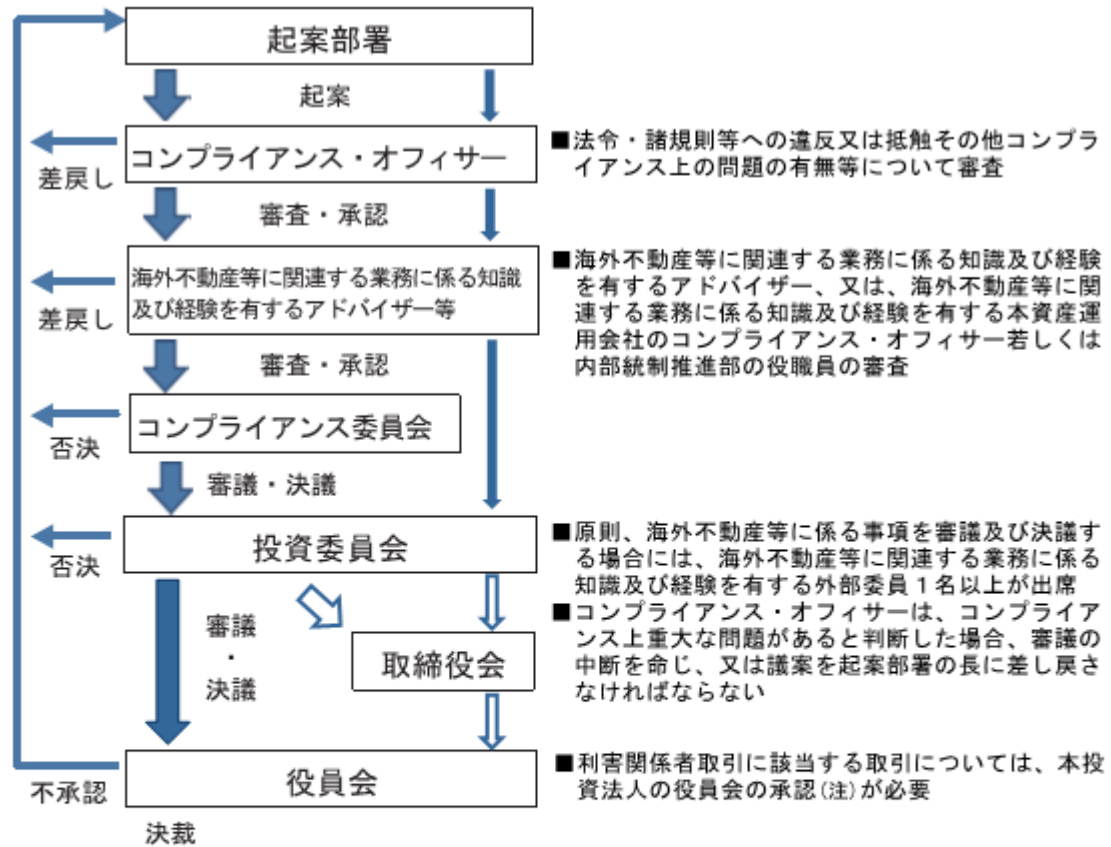 起案部署
起案
コンプライアンス・オフィサー
差戻し
■法令・諸規則等への違反又は抵触その他コンプラ
イアンス上の問題の有無等について審査
審査・承認
海外不動産等に関連する業務に係る知識
及び経験を有するアドバイザー等
差戻し
■海外不動産等に関連する業務に係る知識及び経験
を有するアドバイザー、又は、海外不動産等に関
連する業務に係る知識及び経験を有する本資産運
用会社のコンプライアンス・オフィサー若しくは
内部統制推進部の役職員の審査
審査・承認
コンプライアンス委員会
否決
審議・決議
投資委員会
否決
■原則、海外不動産等に係る事項を審議及び決議す
る場合には、海外不動産等に関連する業務に係る
知識及び経験を有する外部委員1名以上が出席
■コンプライアンス・オフィサーは、コンプライア
ンス上重大な問題があると判断した場合、審議の
中断を命じ、又は議案を起案部署の長に差し戻さ
なければならない
審議
・
決議
取締役会
役員会
不承認
■利害関係者取引に該当する取引については、本投
資法人の役員会の承認(注)が必要
決裁